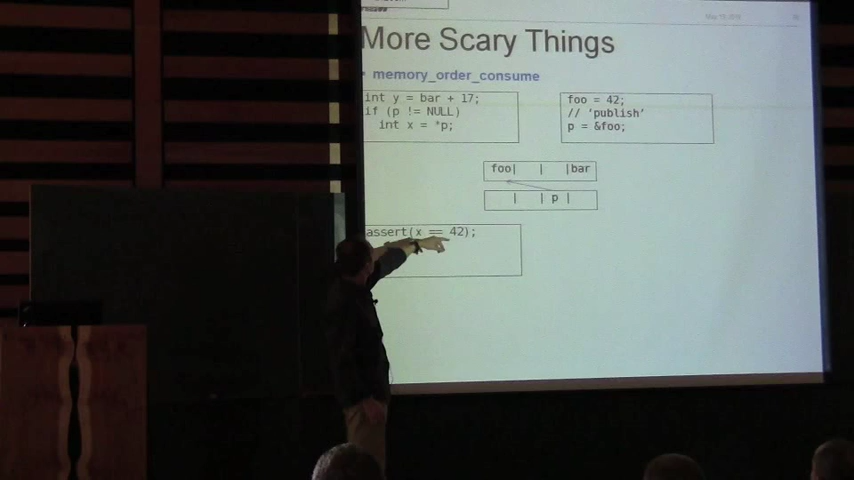 More Scary Things
• memory_order_consume
int y = bar + 17;
if (p != NULL)
int x = *p;
foo = 42;
// ‘publish’
p = &foo;
foo| | |bar
| | p |
assert(x == 42);